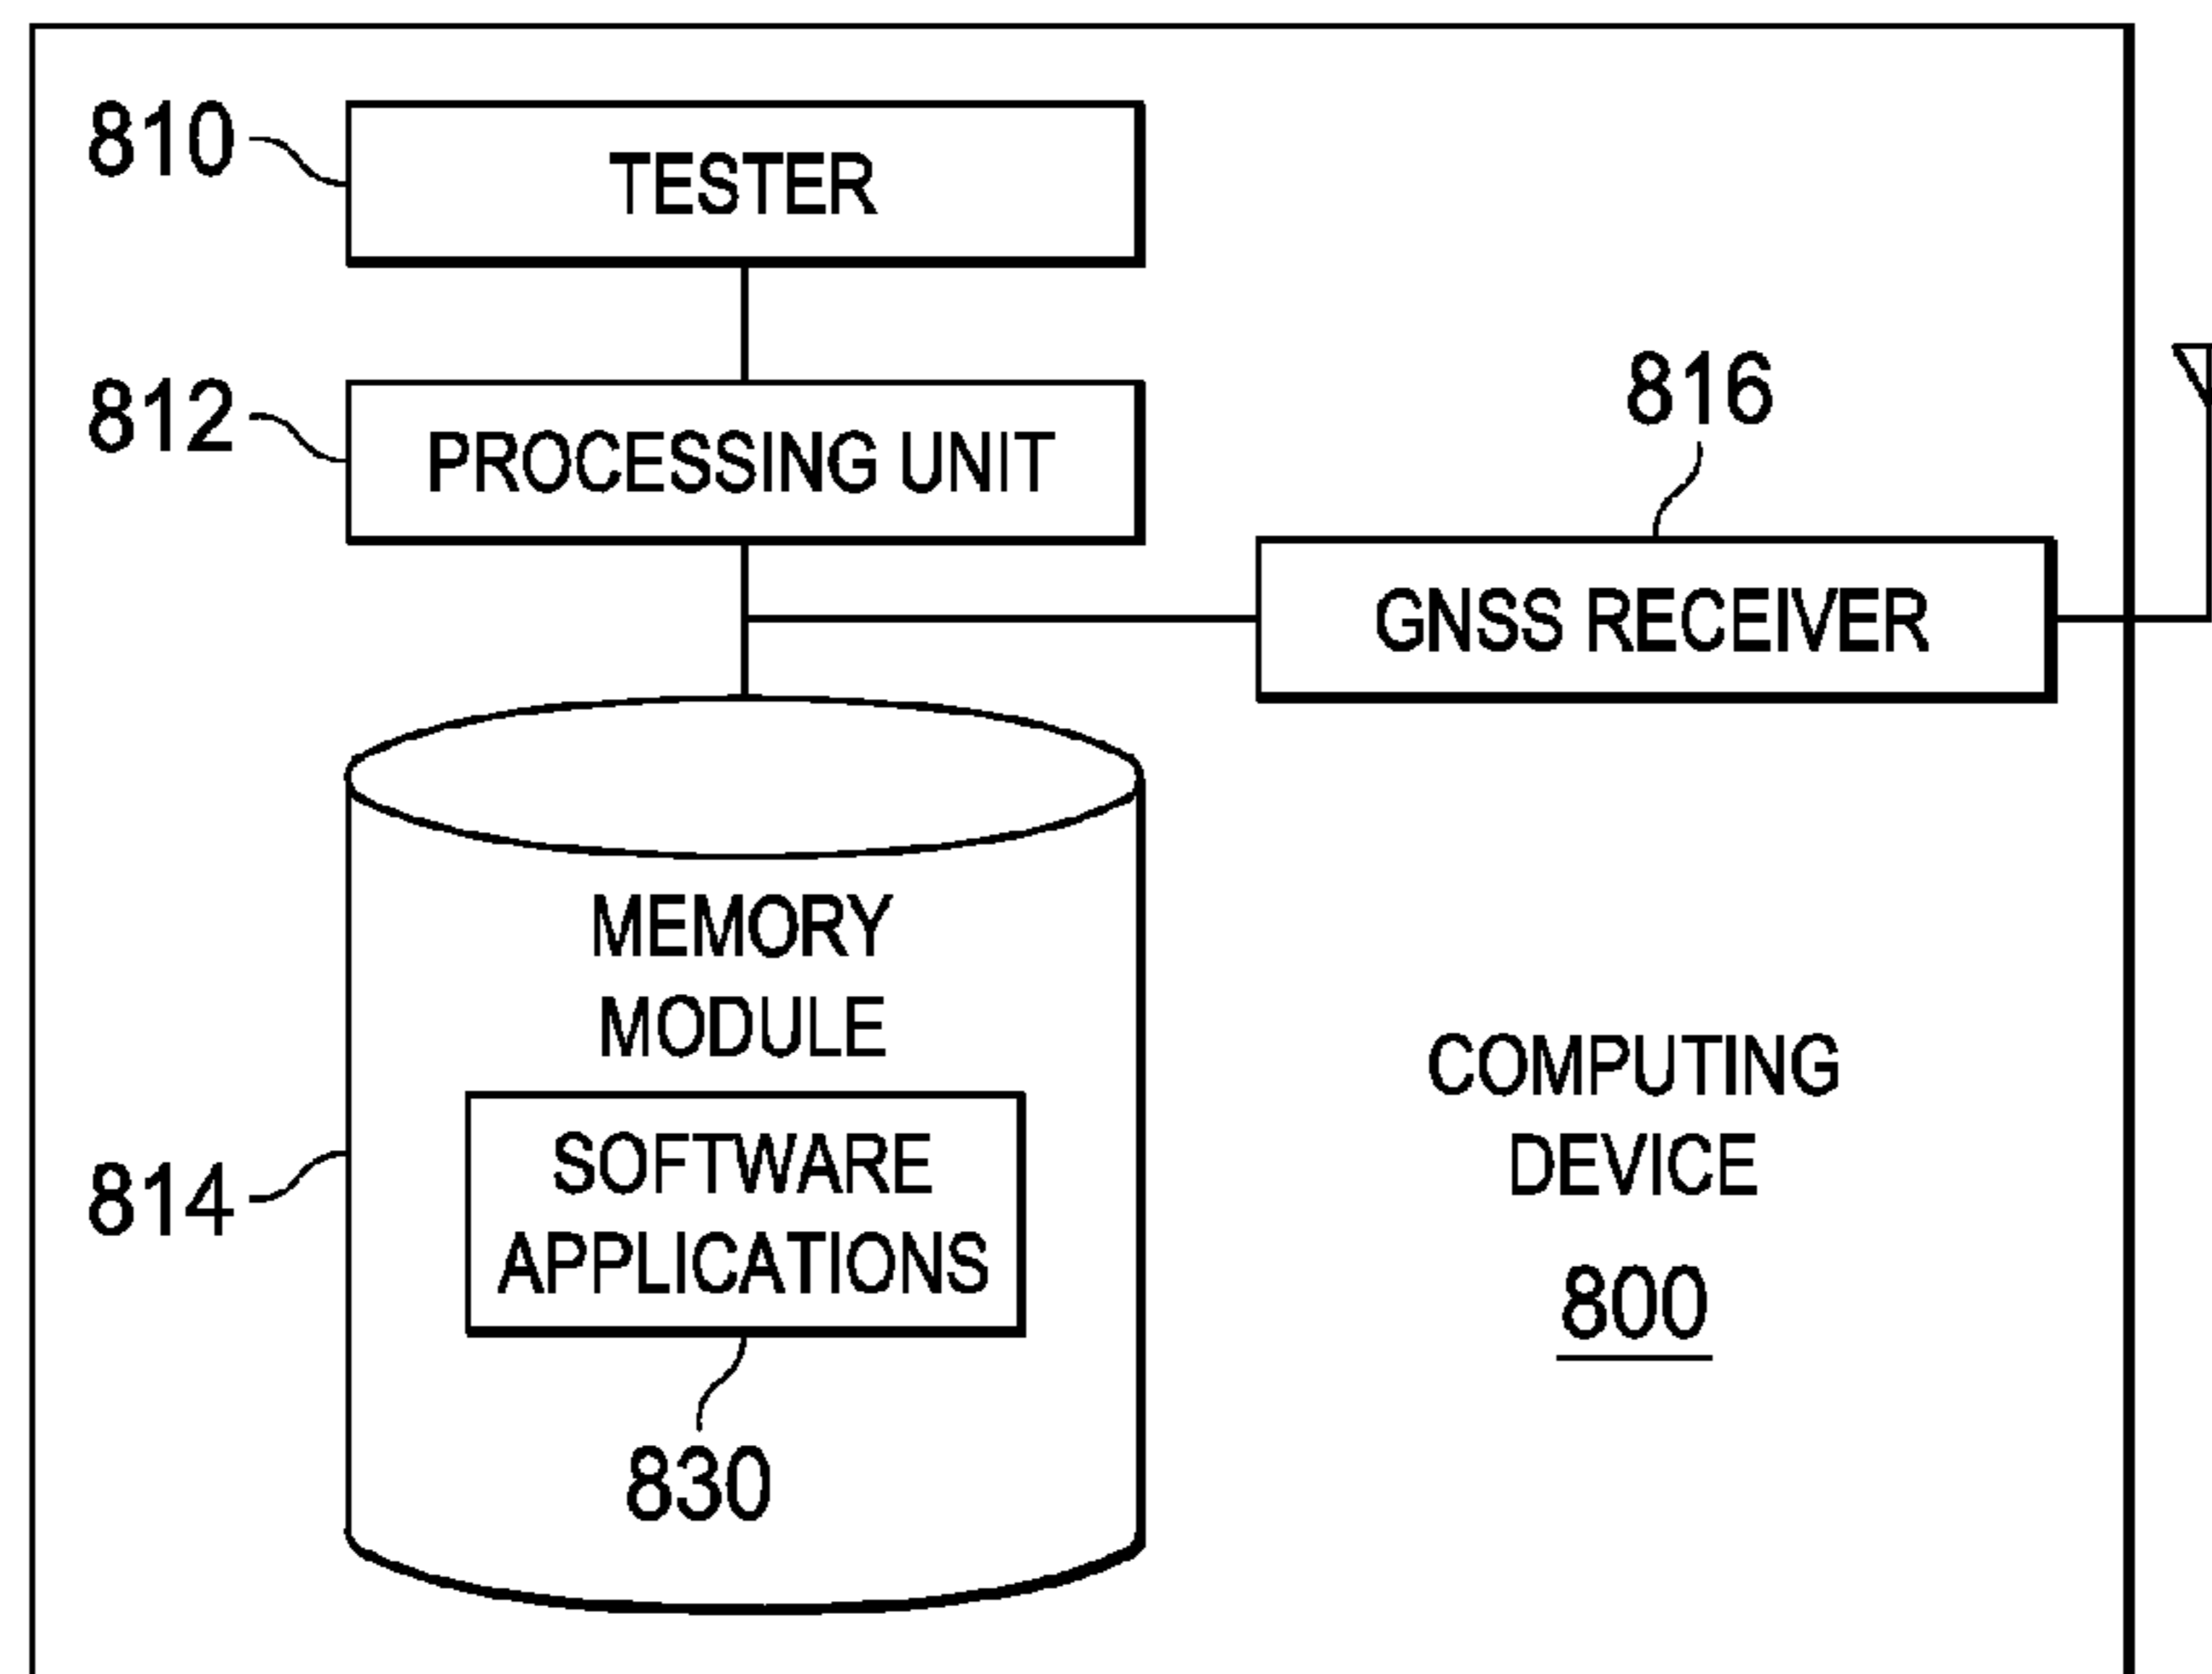 810
TESTER
812
PROCESSING UNIT
816
GNSS RECEIVER
MEMORY
MODULE
814
SOFTWARE
APPLICATIONS
830
COMPUTING
DEVICE
800